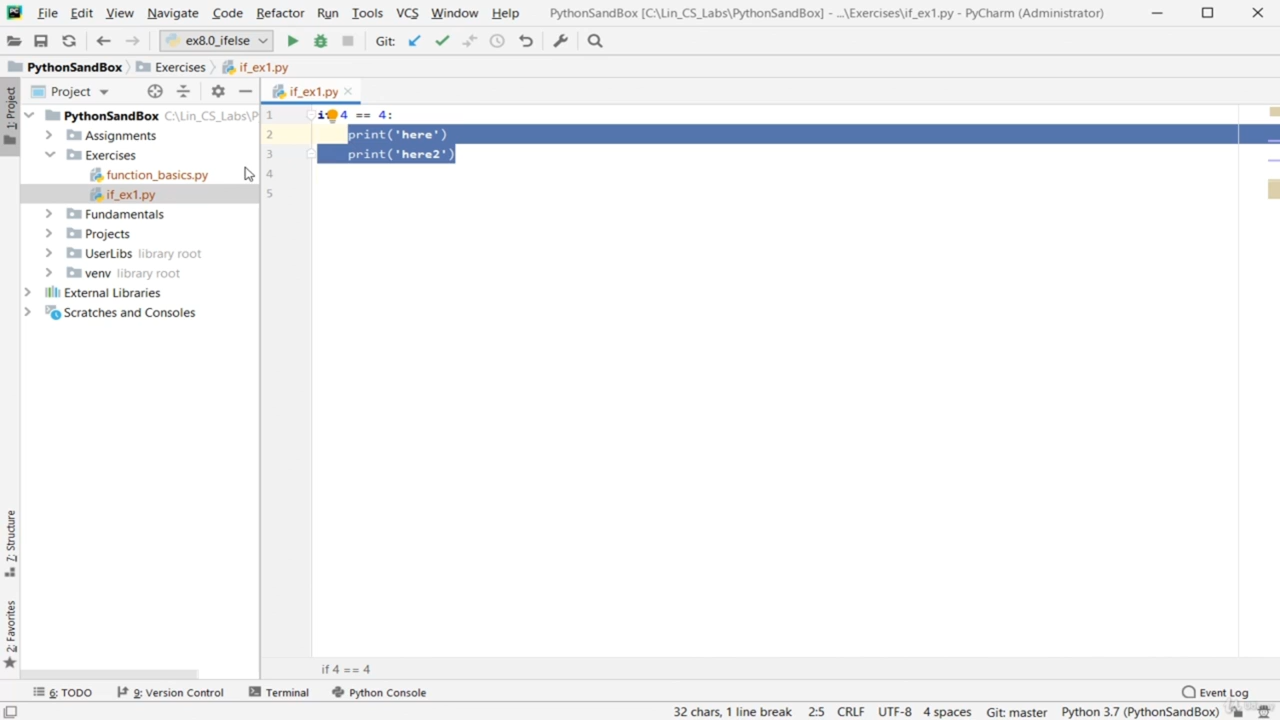 File Edit View Navigate Code Refactor Run Tools VCS Window Help PythonSandBox [C:\Lin_CS_Labs\PythonSandBox] - ...\Exercises\if_ex1.py - PyCharm (Administrator)
ex8.0_ifelse Git:
PythonSandBox Exercises if_ex1.py
Project if_ex1.py
1: Project
PythonSandBox C:\Lin_CS_Labs\P
Assignments
Exercises
function_basics.py
if_ex1.py
Fundamentals
Projects
UserLibs library root
venv library root
External Libraries
Scratches and Consoles
7: Structure
2: Favorites
1 4 == 4:
2 print('here')
3 print('here2')
4
5
if 4 == 4
6: TODO 9: Version Control Terminal Python Console Event Log
32 chars, 1 line break 2:5 CRLF UTF-8 4 spaces Git: master Python 3.7 (PythonSandBox)